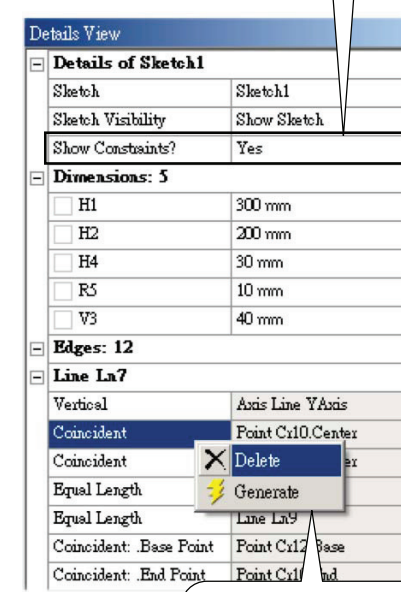 Details View
Details of Sketch1
Sketch Sketch1
Sketch Visibility Show Sketch
Show Constraints? Yes
Dimensions: 5
H1 300 mm
H2 200 mm
H4 30 mm
R5 10 mm
V3 40 mm
Edges: 12
Line Ln7
Vertical Axis Line YAxis
Coincident Point Cr10.Center
Coincident Delete
Equal Length Generate
Equal Length Line Ln9
Coincident: .Base Point Point Cr12.Base
Coincident: .End Point